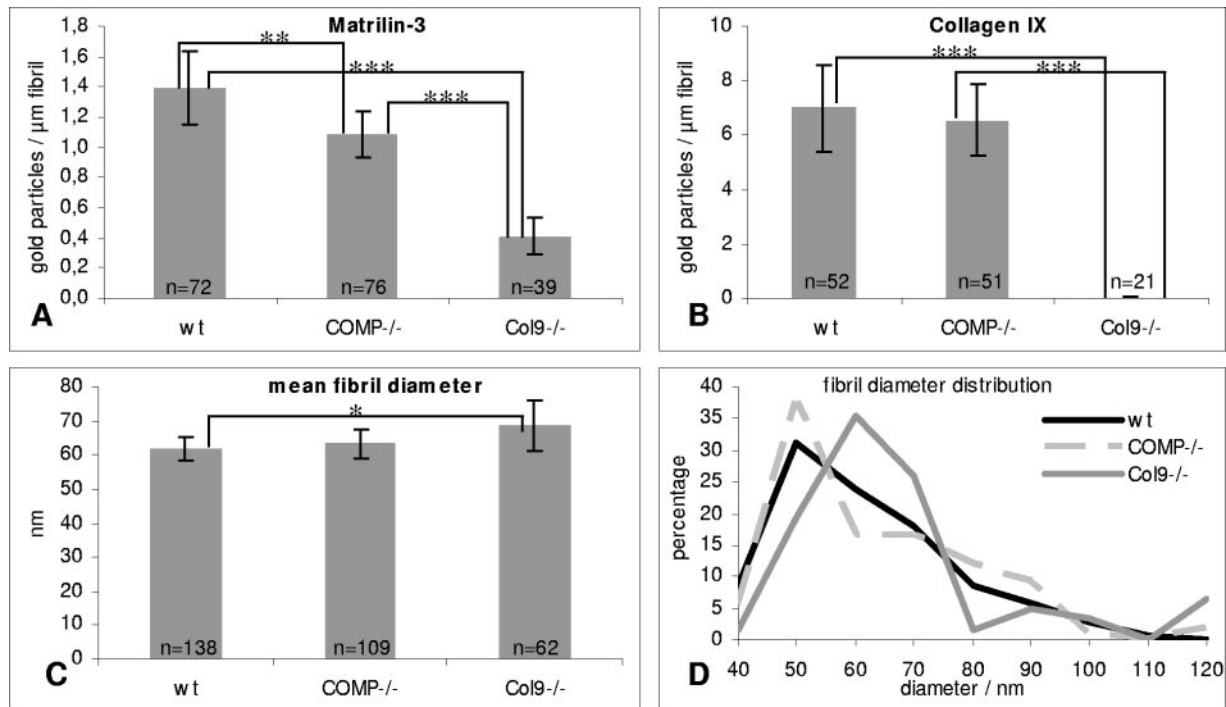 Matrilin-3
gold particles / µm fibril
1,8
1,6
1,4
1,2
1,0
0,8
0,6
0,4
0,2
0,0
**
***
***
n=72
n=76
n=39
A
wt
COMP-/-
Col9-/-
Collagen IX
gold particles / µm fibril
10
8
6
4
2
0
***
***
n=52
n=51
n=21
B
wt
COMP-/-
Col9-/-
mean fibril diameter
nm
80
70
60
50
40
30
20
10
0
*
n=138
n=109
n=62
C
wt
COMP-/-
Col9-/-
fibril diameter distribution
percentage
40
35
30
25
20
15
10
5
0
wt
COMP-/-
Col9-/-
D
40 50 60 70 80 90 100 110 120
diameter / nm